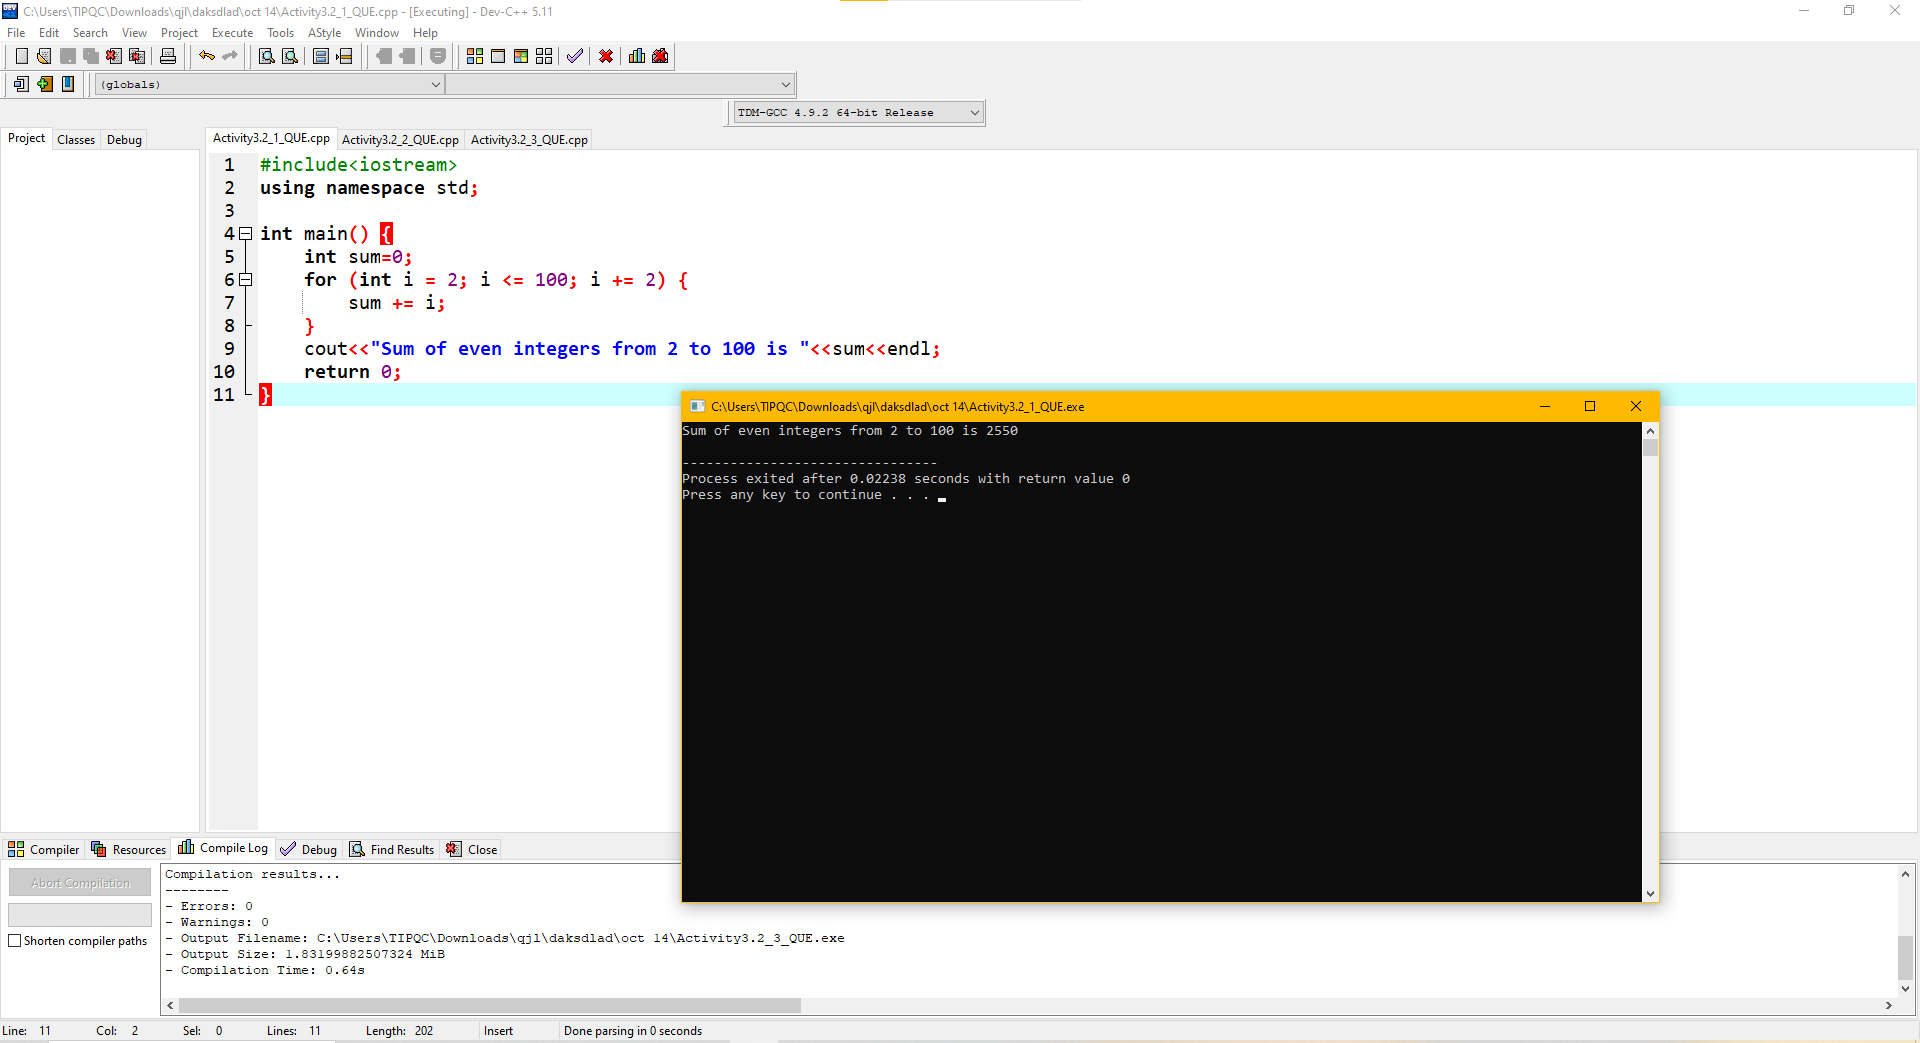 C:\Users\TIPQC\Downloads\qjl\daksdlad\oct 14\Activity3.2_1_QUE.cpp - [Executing] - Dev-C++ 5.11
File Edit Search View Project Execute Tools AStyle Window Help
(globals)
TDM-GCC 4.9.2 64-bit Release
Project Classes Debug
Activity3.2_1_QUE.cpp Activity3.2_2_QUE.cpp Activity3.2_3_QUE.cpp
1 #include<iostream>
2 using namespace std;
3
4 int main() {
5 int sum=0;
6 for (int i = 2; i <= 100; i += 2) {
7 sum += i;
8 }
9 cout<<"Sum of even integers from 2 to 100 is "<<sum<<endl;
10 return 0;
11 }
C:\Users\TIPQC\Downloads\qjl\daksdlad\oct 14\Activity3.2_1_QUE.exe
Sum of even integers from 2 to 100 is 2550
--------------------------------
Process exited after 0.02238 seconds with return value 0
Press any key to continue . . .
Compiler Resources Compile Log Debug Find Results Close
Abort Compilation
Shorten compiler paths
Compilation results...
--------
- Errors: 0
- Warnings: 0
- Output Filename: C:\Users\TIPQC\Downloads\qjl\daksdlad\oct 14\Activity3.2_3_QUE.exe
- Output Size: 1.83199882507324 MiB
- Compilation Time: 0.64s
Line: 11 Col: 2 Sel: 0 Lines: 11 Length: 202 Insert Done parsing in 0 seconds